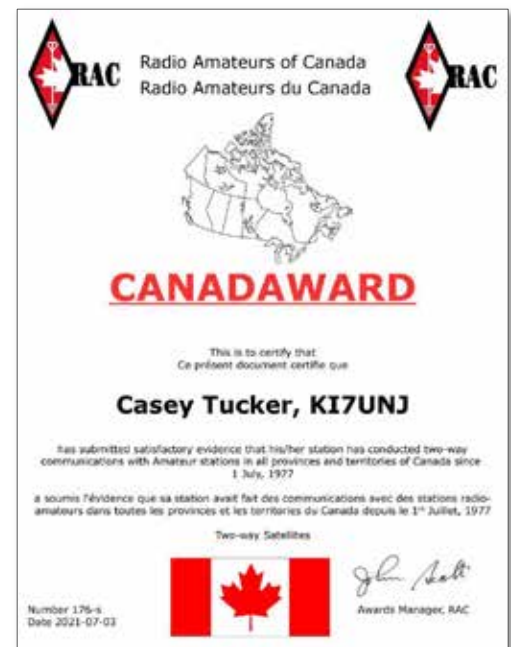 RAC
Radio Amateurs of Canada
Radio Amateurs du Canada
RAC
CANADAWARD
This is to certify that
Ce présent document certifie que
Casey Tucker, KI7UNJ
has submitted satisfactory evidence that his/her station has conducted two-way
communications with Amateur stations in all provinces and territories of Canada since
1 July, 1977
a soumis l'évidence que sa station avait fait des communications avec des stations radio-
amateurs dans toutes les provinces et les territories du Canada depuis le 1er Juillet, 1977
Two-way Satellites
John Scott
Number 176-s
Date 2021-07-03
Awards Manager, RAC